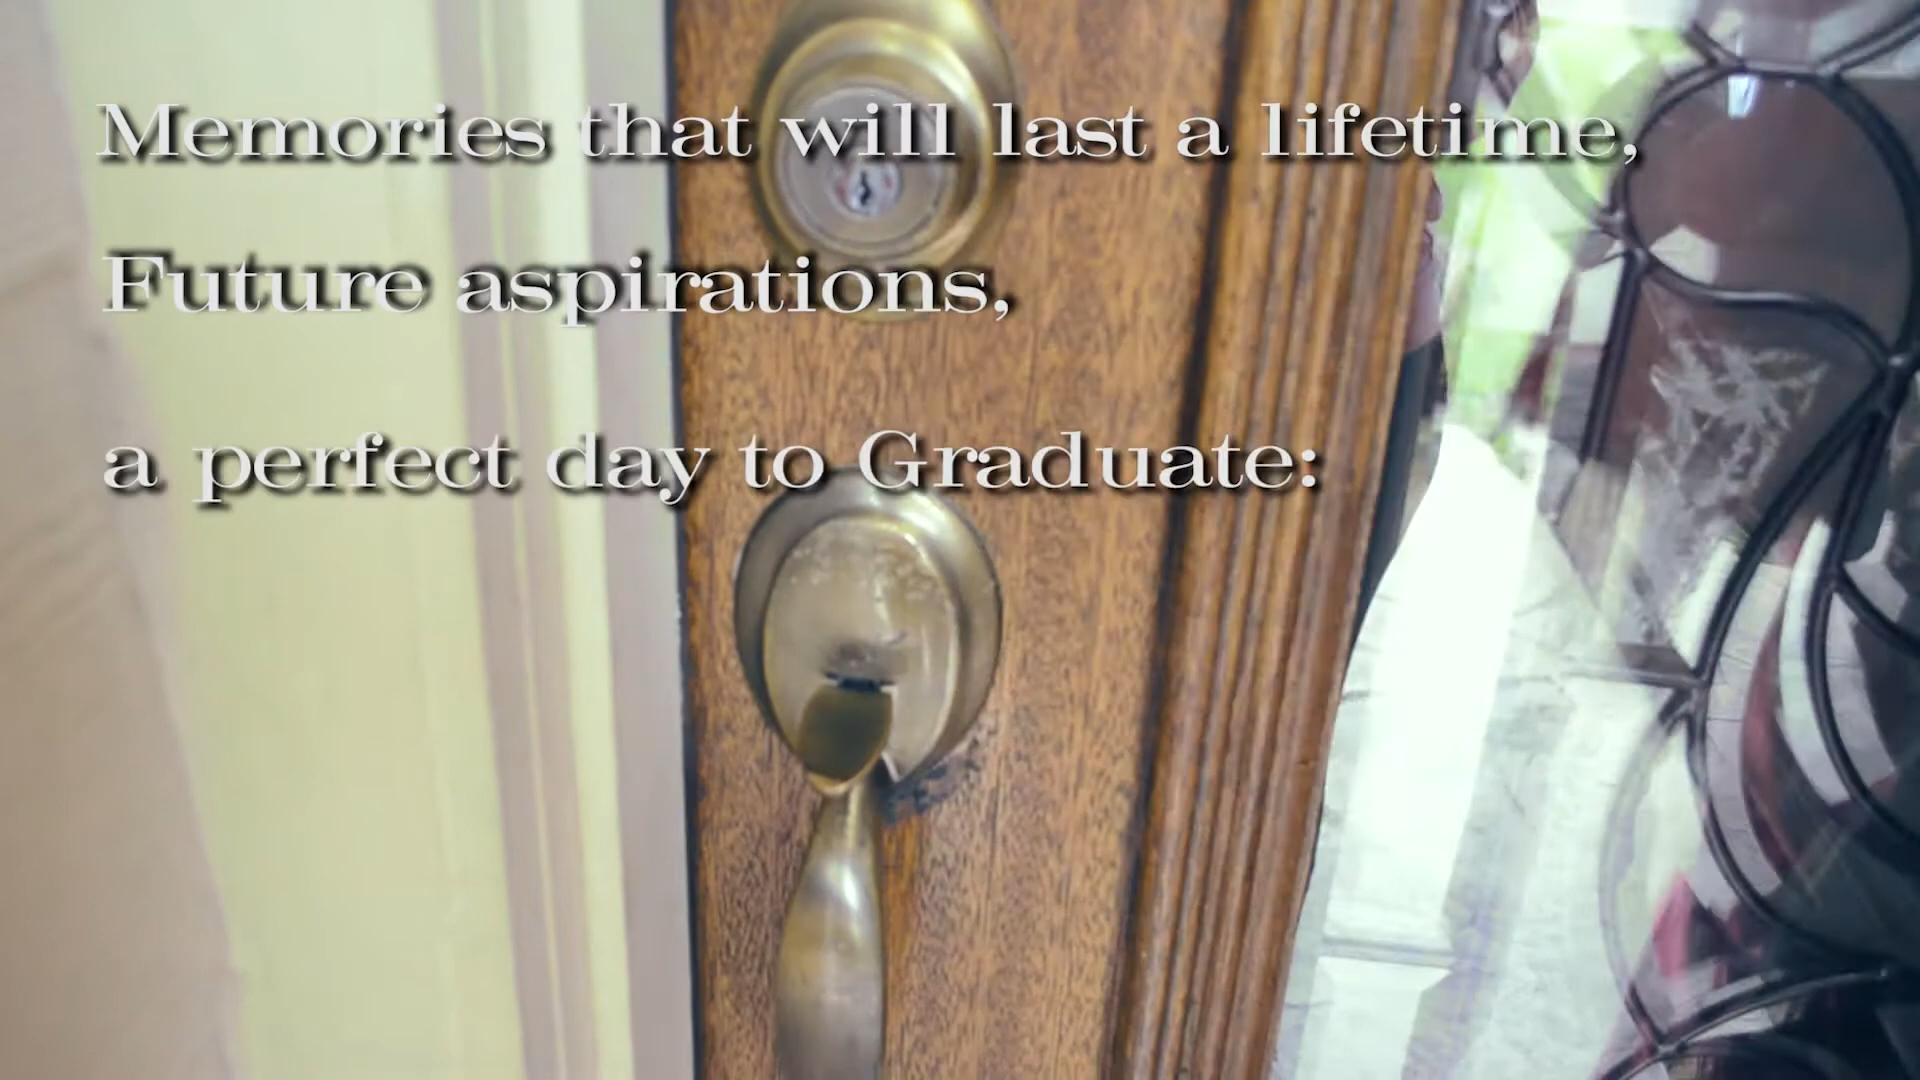 Memories that will last a lifetime,
Future aspirations,
a perfect day to Graduate: